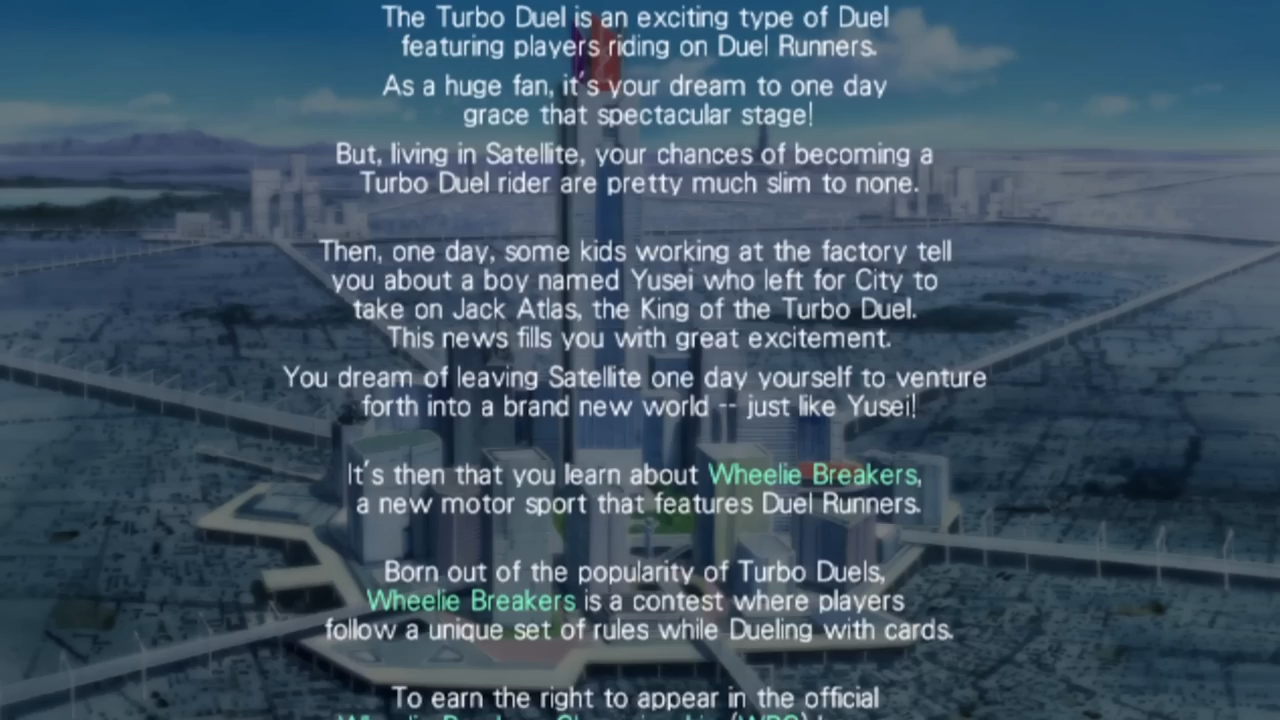 The Turbo Duel is an exciting type of Duel
featuring players riding on Duel Runners.
As a huge fan, it's your dream to one day
grace that spectacular stage!
But, living in Satellite, your chances of becoming a
Turbo Duel rider are pretty much slim to none.
Then, one day, some kids working at the factory tell
you about a boy named Yusei who left for City to
take on Jack Atlas, the King of the Turbo Duel.
This news fills you with great excitement.
You dream of leaving Satellite one day yourself to venture
forth into a brand new world -- just like Yusei!
It's then that you learn about Wheelie Breakers,
a new motor sport that features Duel Runners.
Born out of the popularity of Turbo Duels,
Wheelie Breakers is a contest where players
follow a unique set of rules while Dueling with cards.
To earn the right to appear in the official